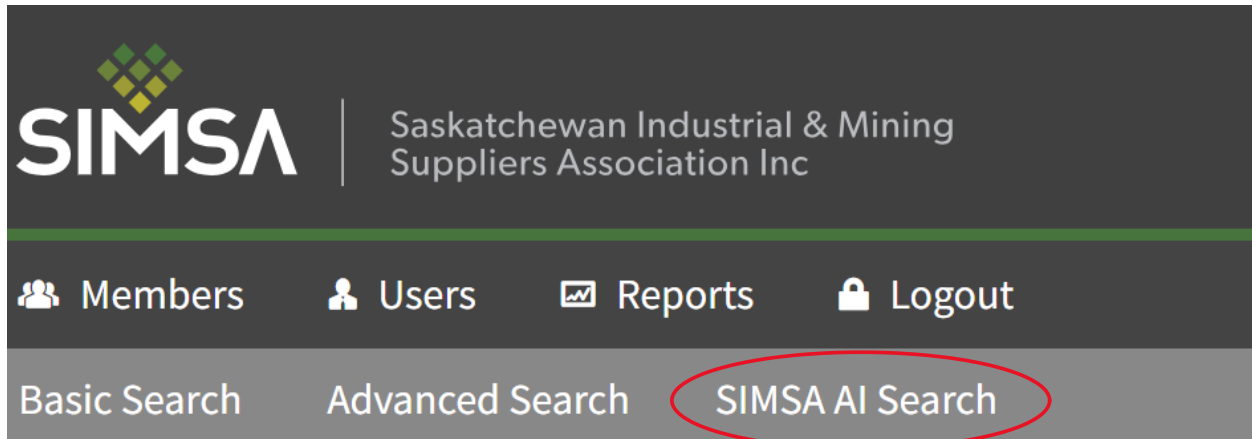 SIMSA
Saskatchewan Industrial & Mining
Suppliers Association Inc
Members Users Reports Logout
Basic Search Advanced Search SIMSA AI Search